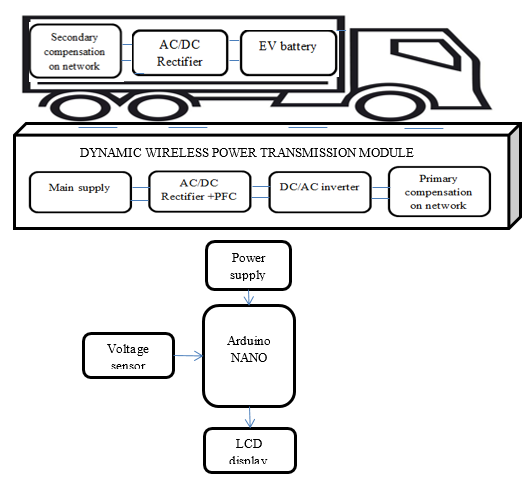 Secondary
compensation
on network
AC/DC
Rectifier
EV battery
DYNAMIC WIRELESS POWER TRANSMISSION MODULE
Main supply
AC/DC
Rectifier +PFC
DC/AC inverter
Primary
compensation
on network
Power
supply
Arduino
NANO
Voltage
sensor
LCD
display